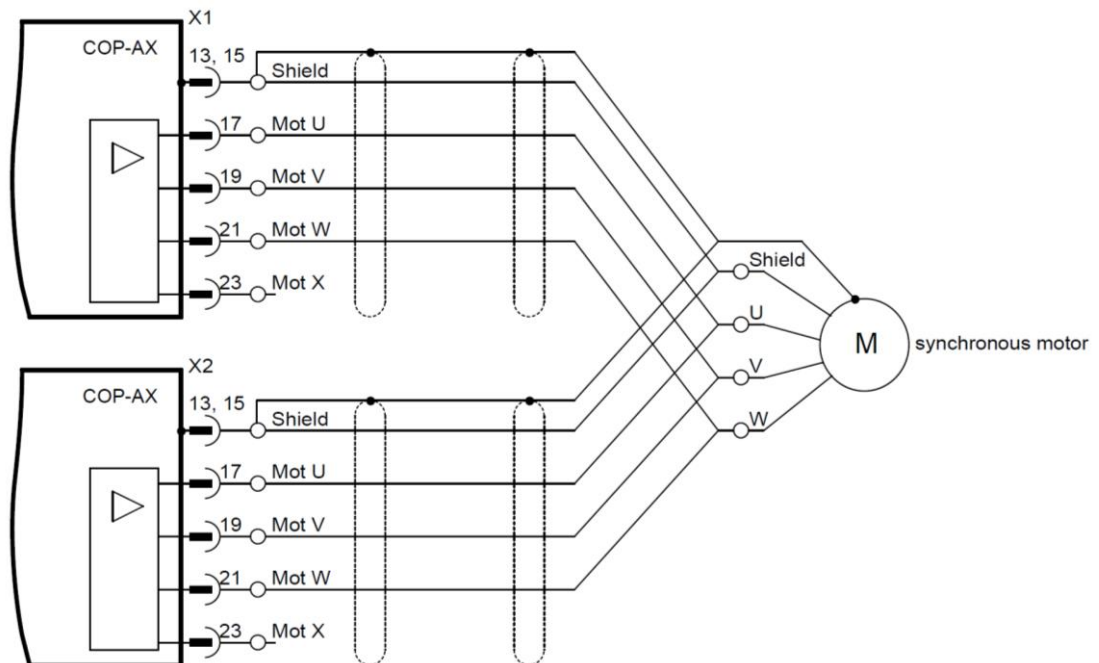 X1
COP-AX
13, 15
Shield
17
Mot U
19
Mot V
21
Mot W
23
Mot X
Shield
U
V
W
M
synchronous motor
X2
COP-AX
13, 15
Shield
17
Mot U
19
Mot V
21
Mot W
23
Mot X